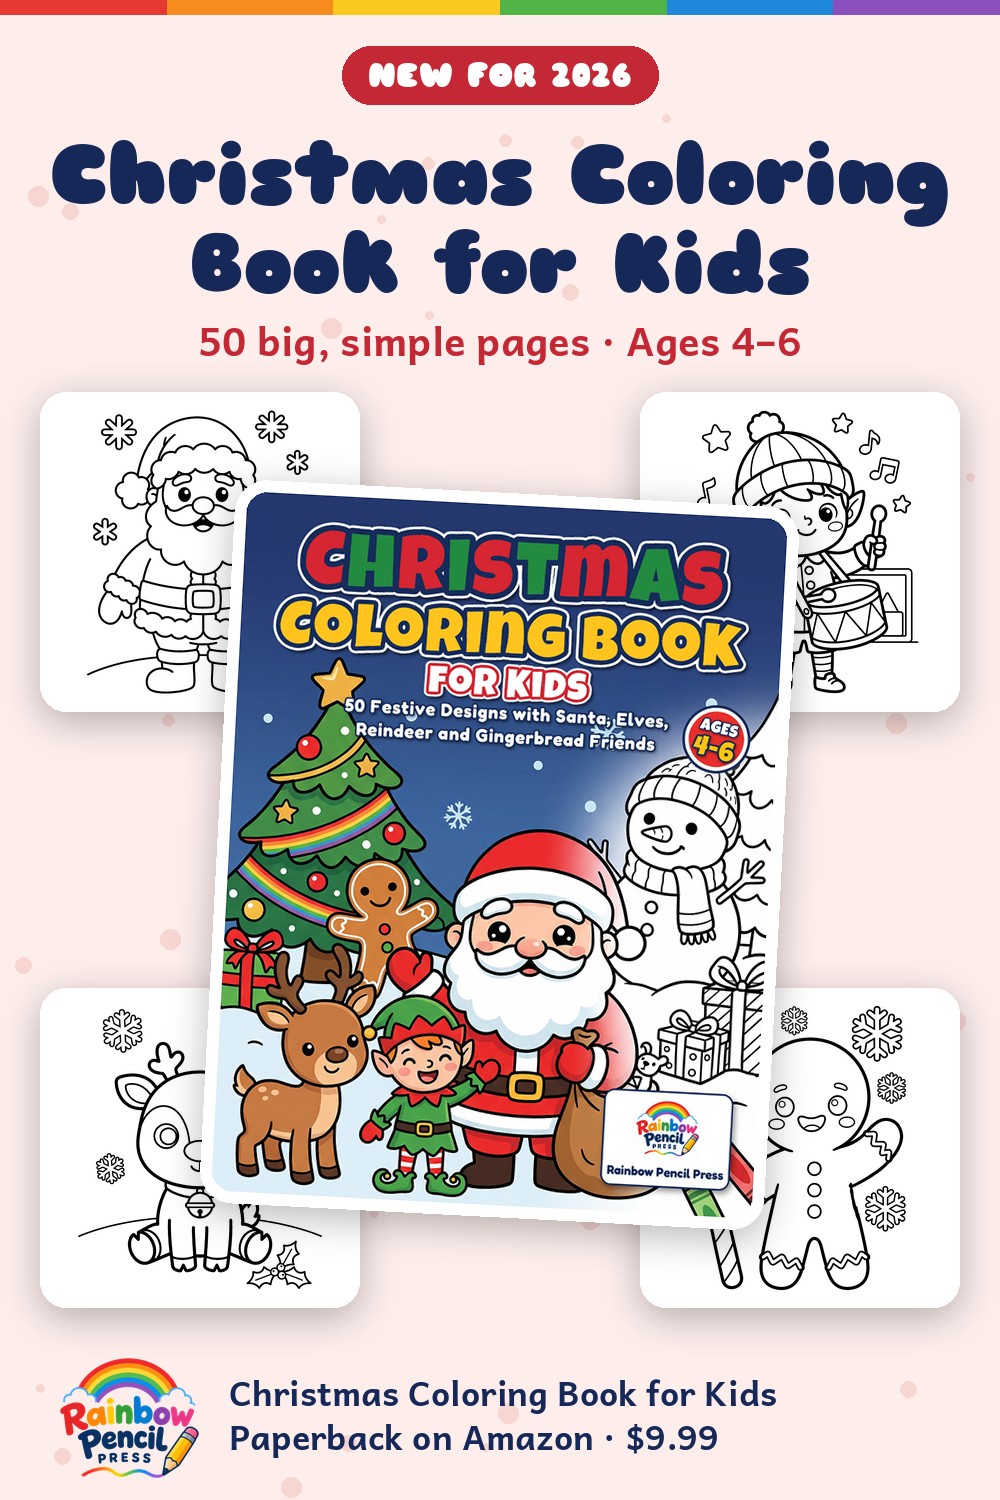 NEW FOR 2026
Christmas Coloring
Book for Kids
50 big, simple pages · Ages 4–6
CHRISTMAS
COLORING BOOK
FOR KIDS
50 Festive Designs with Santa, Elves,
Reindeer and Gingerbread Friends
AGES
4-6
Rainbow
Pencil
PRESS
Rainbow Pencil Press
Rainbow
Pencil
PRESS
Christmas Coloring Book for Kids
Paperback on Amazon · $9.99